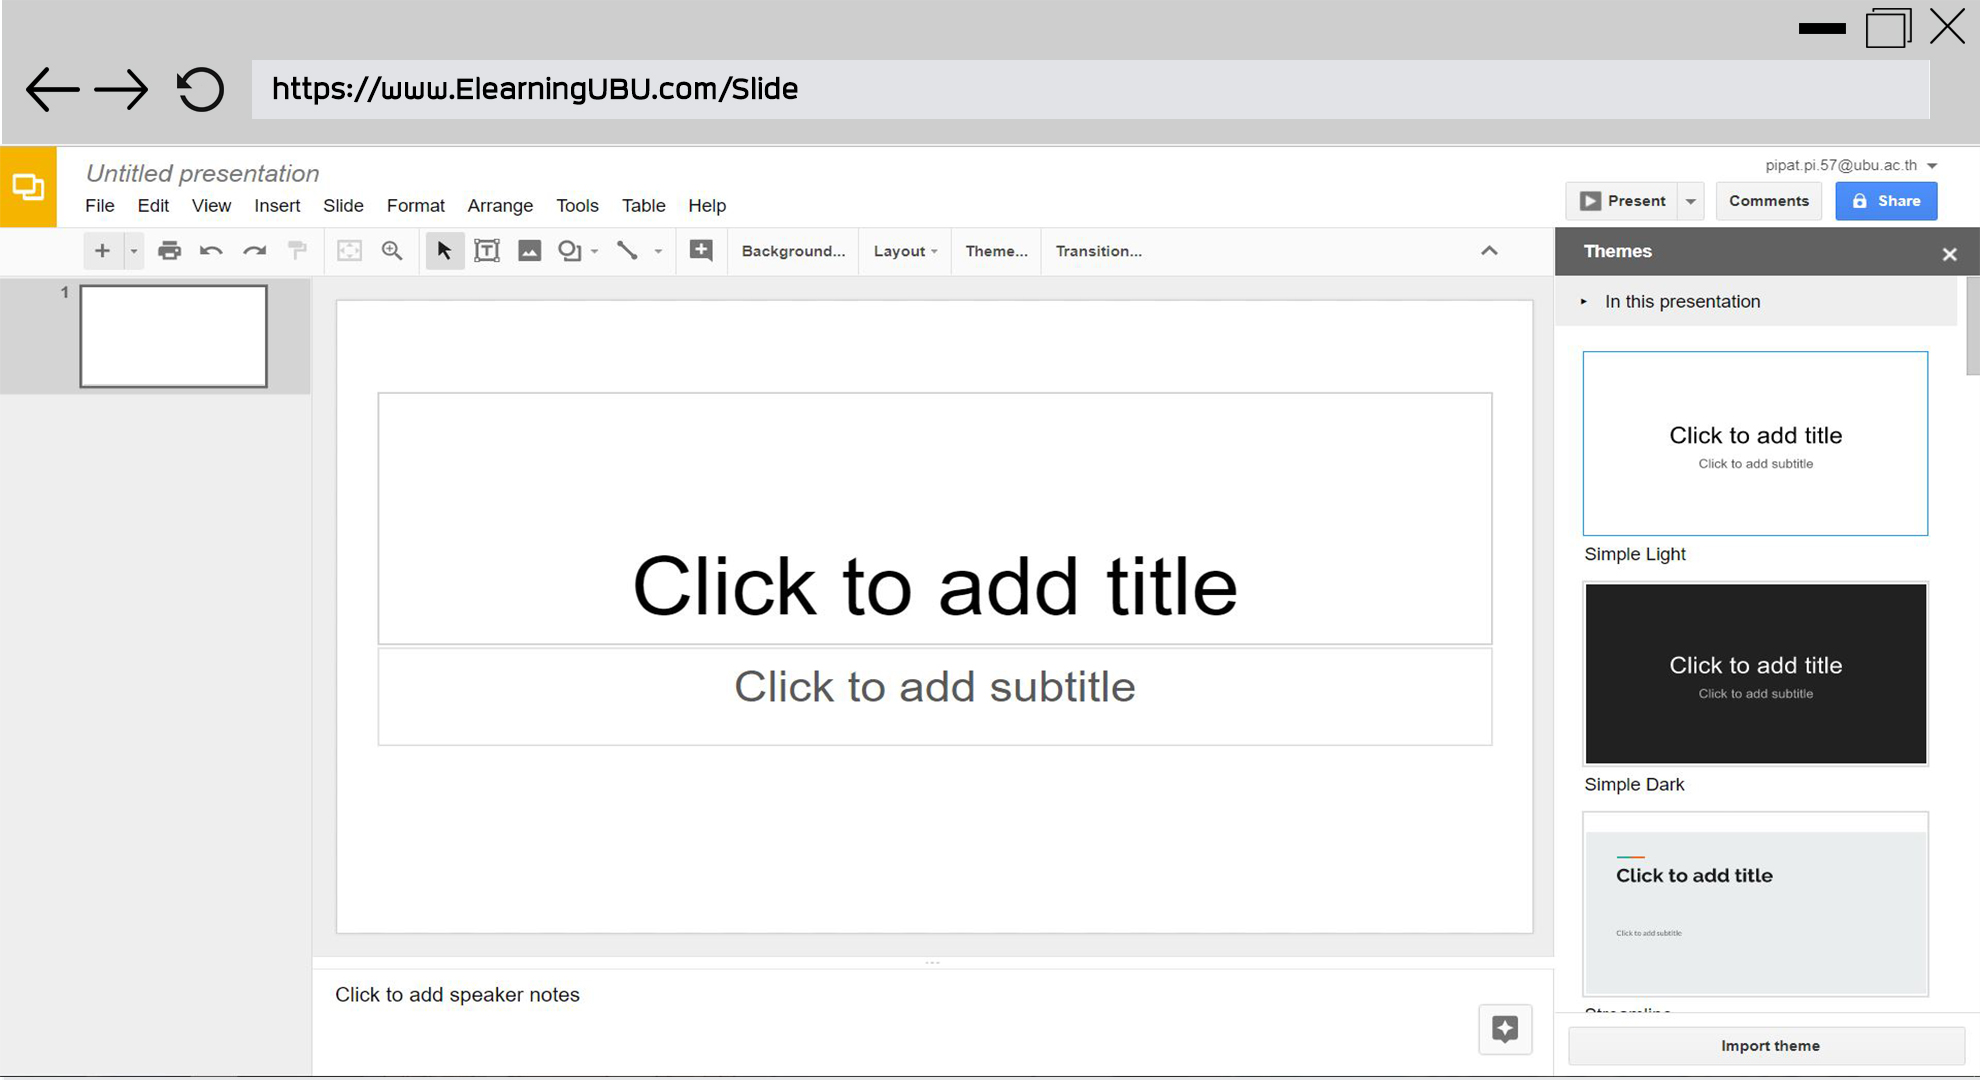 https://www.ElearningUBU.com/Slide
Untitled presentation
pipat.pi.57@ubu.ac.th
File Edit View Insert Slide Format Arrange Tools Table Help
Present Comments Share
Background... Layout Theme... Transition...
Themes
1
In this presentation
Click to add title
Click to add subtitle
Click to add speaker notes
Click to add title
Click to add subtitle
Simple Light
Click to add title
Click to add subtitle
Simple Dark
Click to add title
Click to add subtitle
Import theme